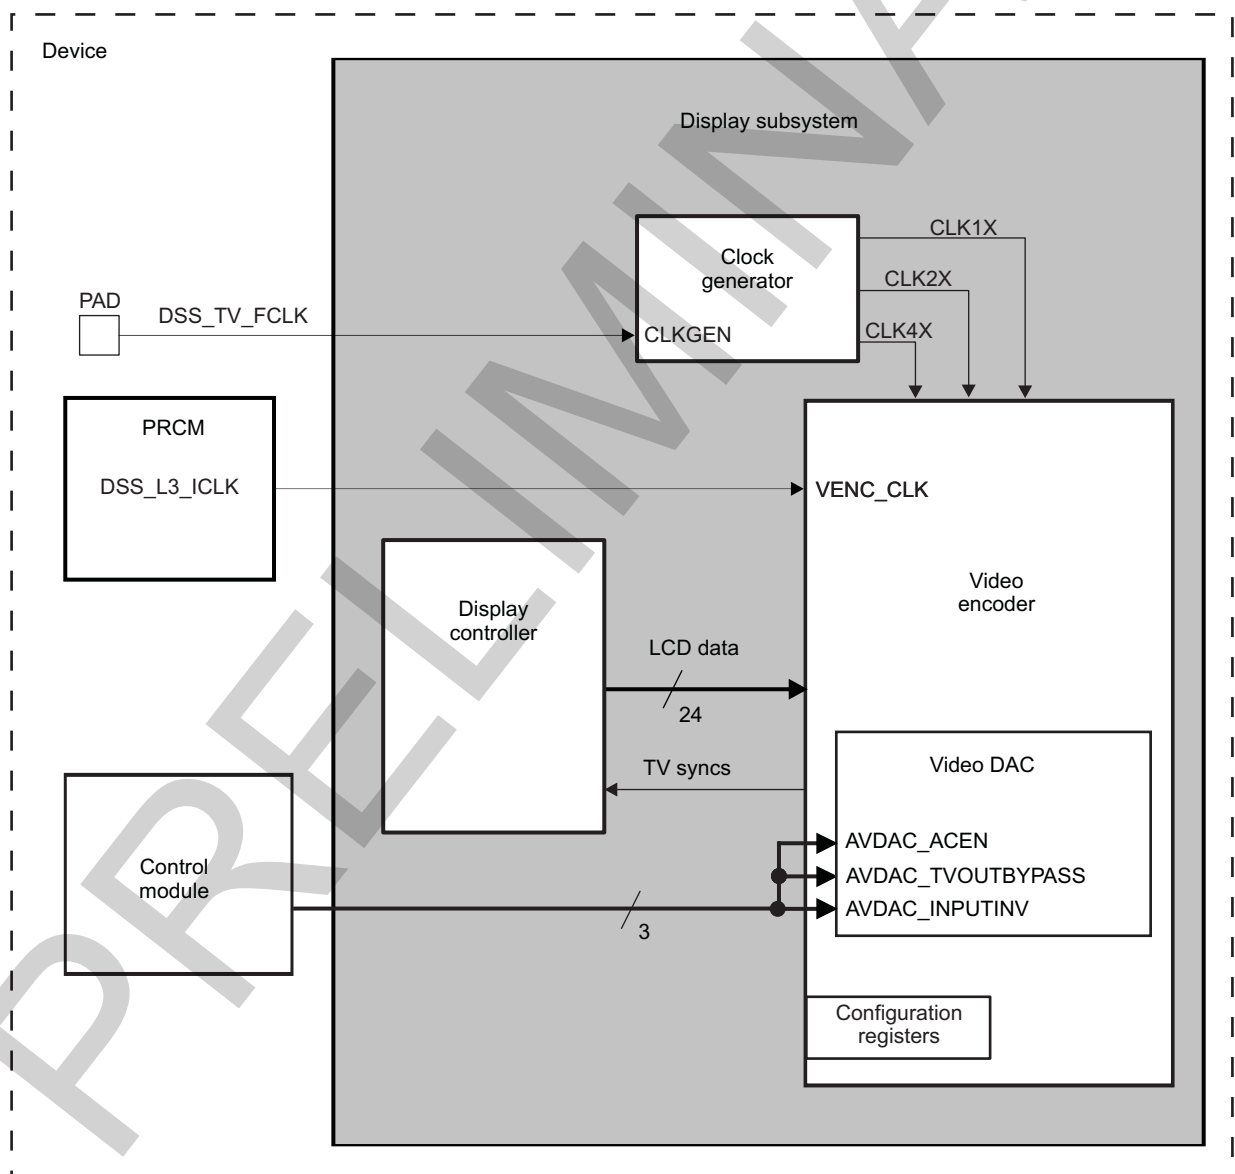 Device
Display subsystem
Clock
generator
CLKGEN
CLK1X
CLK2X
CLK4X
PAD
DSS_TV_FCLK
PRCM
DSS_L3_ICLK
VENC_CLK
Video
encoder
Display
controller
LCD data
24
TV syncs
Video DAC
AVDAC_ACEN
AVDAC_TVOUTBYPASS
AVDAC_INPUTINV
Control
module
3
Configuration
registers
PRELIMINA